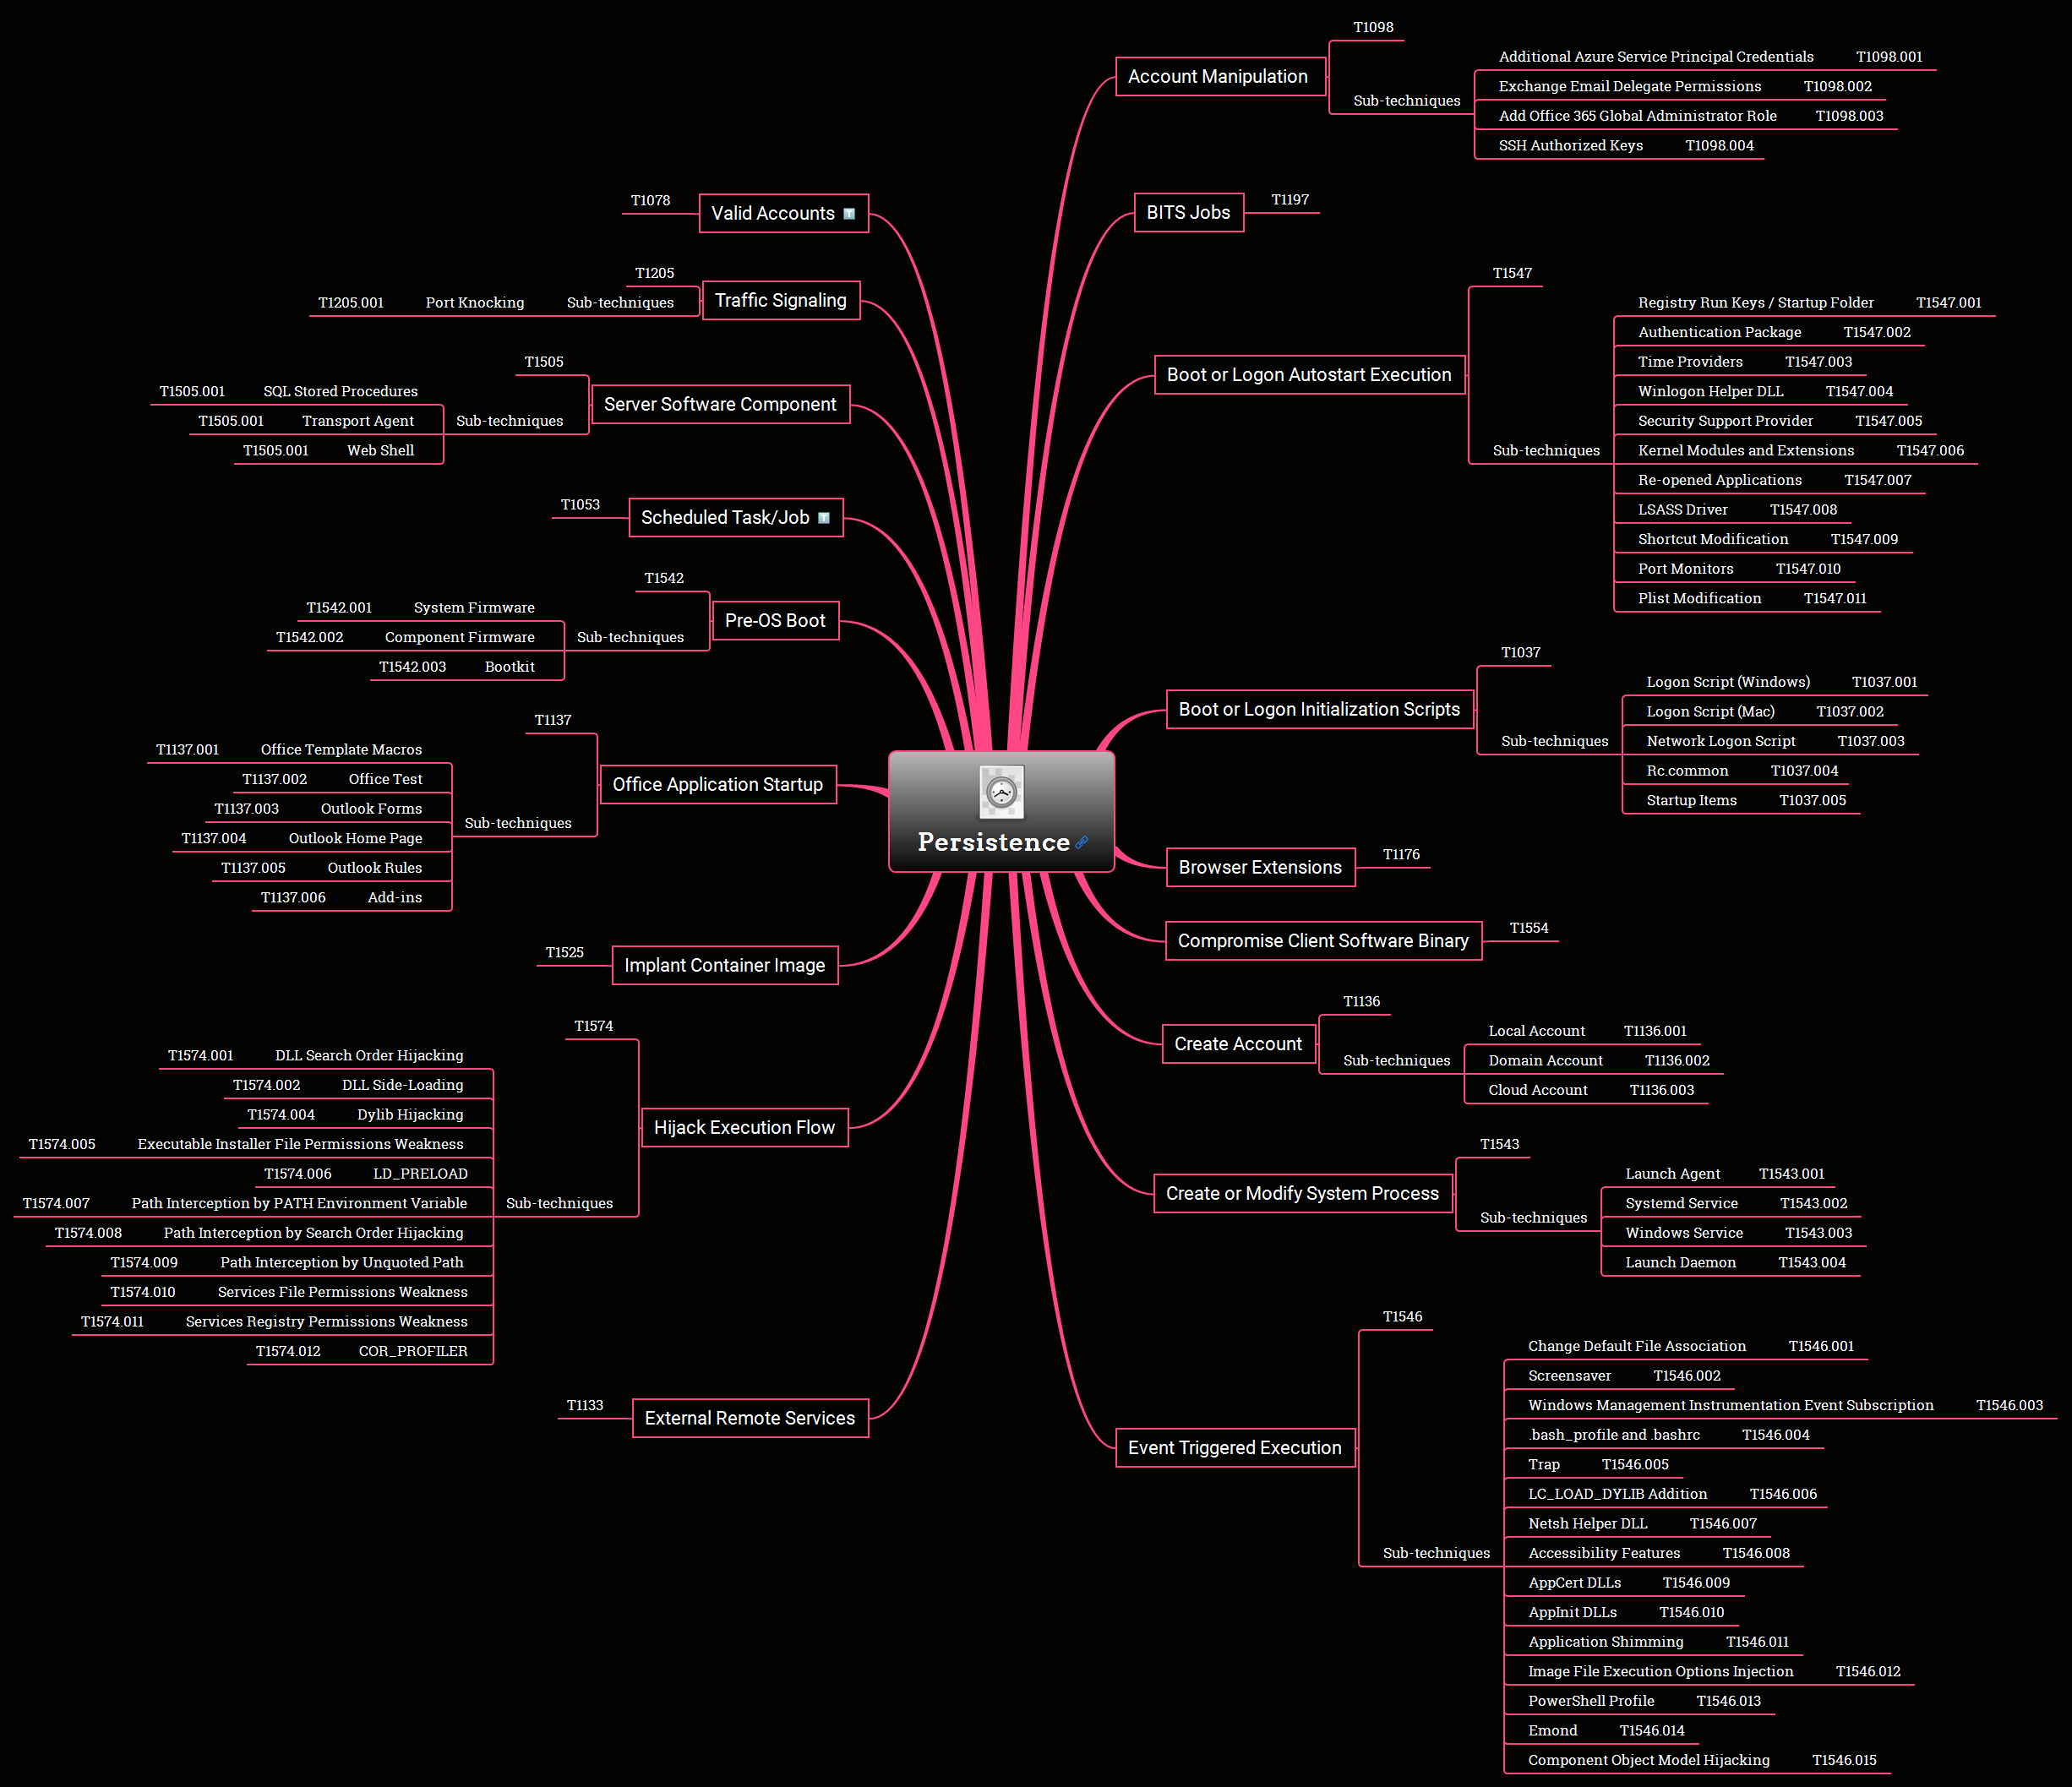 Persistence
Account Manipulation
T1098
Sub-techniques
Additional Azure Service Principal Credentials T1098.001
Exchange Email Delegate Permissions T1098.002
Add Office 365 Global Administrator Role T1098.003
SSH Authorized Keys T1098.004
BITS Jobs T1197
Boot or Logon Autostart Execution
T1547
Sub-techniques
Registry Run Keys / Startup Folder T1547.001
Authentication Package T1547.002
Time Providers T1547.003
Winlogon Helper DLL T1547.004
Security Support Provider T1547.005
Kernel Modules and Extensions T1547.006
Re-opened Applications T1547.007
LSASS Driver T1547.008
Shortcut Modification T1547.009
Port Monitors T1547.010
Plist Modification T1547.011
Boot or Logon Initialization Scripts
T1037
Sub-techniques
Logon Script (Windows) T1037.001
Logon Script (Mac) T1037.002
Network Logon Script T1037.003
Rc.common T1037.004
Startup Items T1037.005
Browser Extensions T1176
Compromise Client Software Binary T1554
Create Account
T1136
Sub-techniques
Local Account T1136.001
Domain Account T1136.002
Cloud Account T1136.003
Create or Modify System Process
T1543
Sub-techniques
Launch Agent T1543.001
Systemd Service T1543.002
Windows Service T1543.003
Launch Daemon T1543.004
Event Triggered Execution
T1546
Sub-techniques
Change Default File Association T1546.001
Screensaver T1546.002
Windows Management Instrumentation Event Subscription T1546.003
.bash_profile and .bashrc T1546.004
Trap T1546.005
LC_LOAD_DYLIB Addition T1546.006
Netsh Helper DLL T1546.007
Accessibility Features T1546.008
AppCert DLLs T1546.009
AppInit DLLs T1546.010
Application Shimming T1546.011
Image File Execution Options Injection T1546.012
PowerShell Profile T1546.013
Emond T1546.014
Component Object Model Hijacking T1546.015
T1078 Valid Accounts T
Traffic Signaling
T1205
T1205.001 Port Knocking Sub-techniques
Server Software Component
T1505
Sub-techniques
T1505.001 SQL Stored Procedures
T1505.001 Transport Agent
T1505.001 Web Shell
T1053 Scheduled Task/Job T
Pre-OS Boot
T1542
Sub-techniques
T1542.001 System Firmware
T1542.002 Component Firmware
T1542.003 Bootkit
Office Application Startup
T1137
Sub-techniques
T1137.001 Office Template Macros
T1137.002 Office Test
T1137.003 Outlook Forms
T1137.004 Outlook Home Page
T1137.005 Outlook Rules
T1137.006 Add-ins
T1525 Implant Container Image
Hijack Execution Flow
T1574
Sub-techniques
T1574.001 DLL Search Order Hijacking
T1574.002 DLL Side-Loading
T1574.004 Dylib Hijacking
T1574.005 Executable Installer File Permissions Weakness
T1574.006 LD_PRELOAD
T1574.007 Path Interception by PATH Environment Variable
T1574.008 Path Interception by Search Order Hijacking
T1574.009 Path Interception by Unquoted Path
T1574.010 Services File Permissions Weakness
T1574.011 Services Registry Permissions Weakness
T1574.012 COR_PROFILER
T1133 External Remote Services